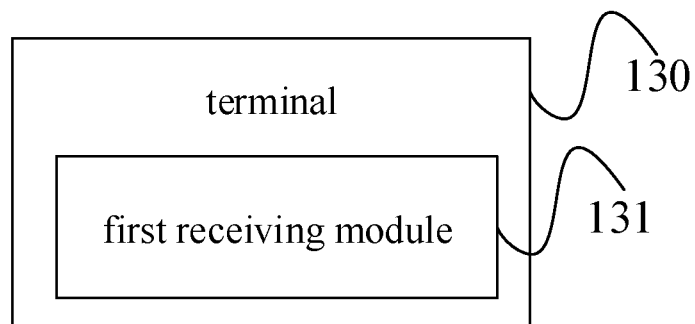 130
terminal
131
first receiving module